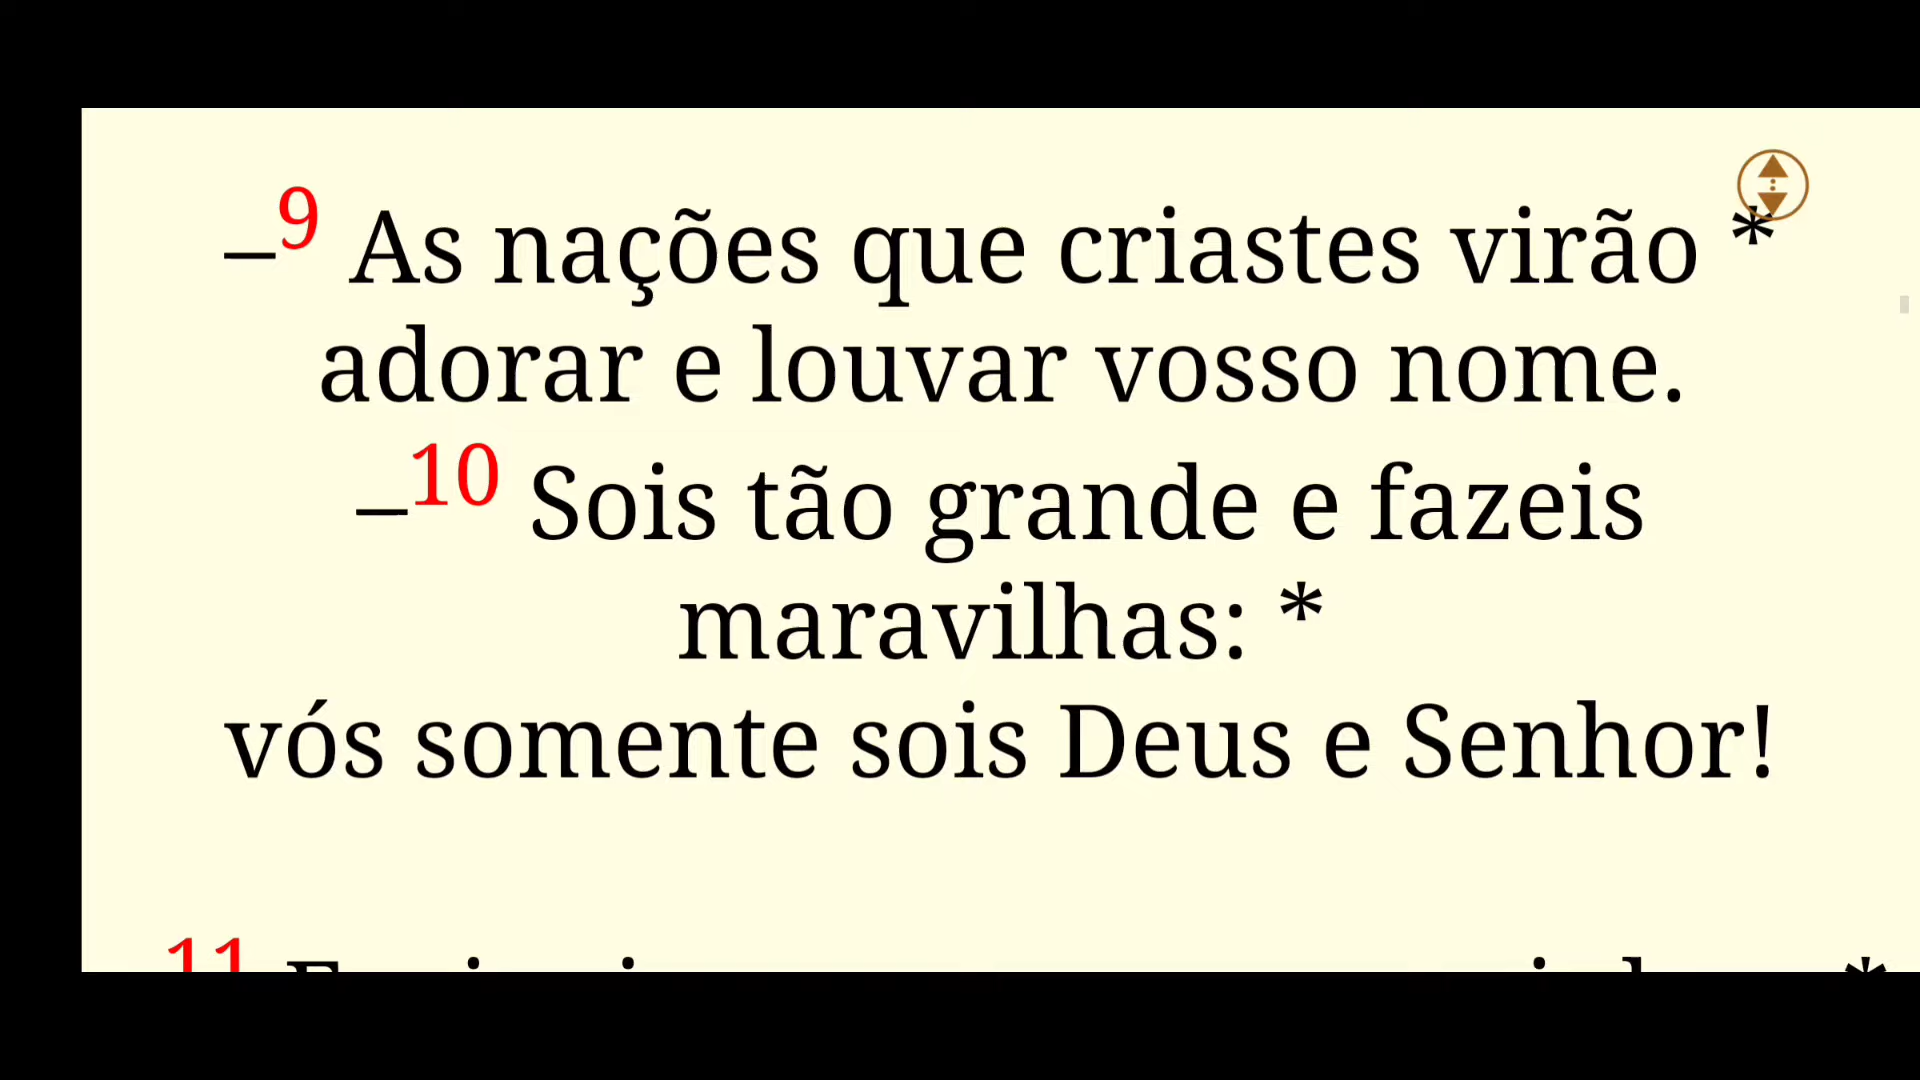 –9 As nações que criastes virão *
adorar e louvar vosso nome.
–10 Sois tão grande e fazeis
maravilhas: *
vós somente sois Deus e Senhor!
11